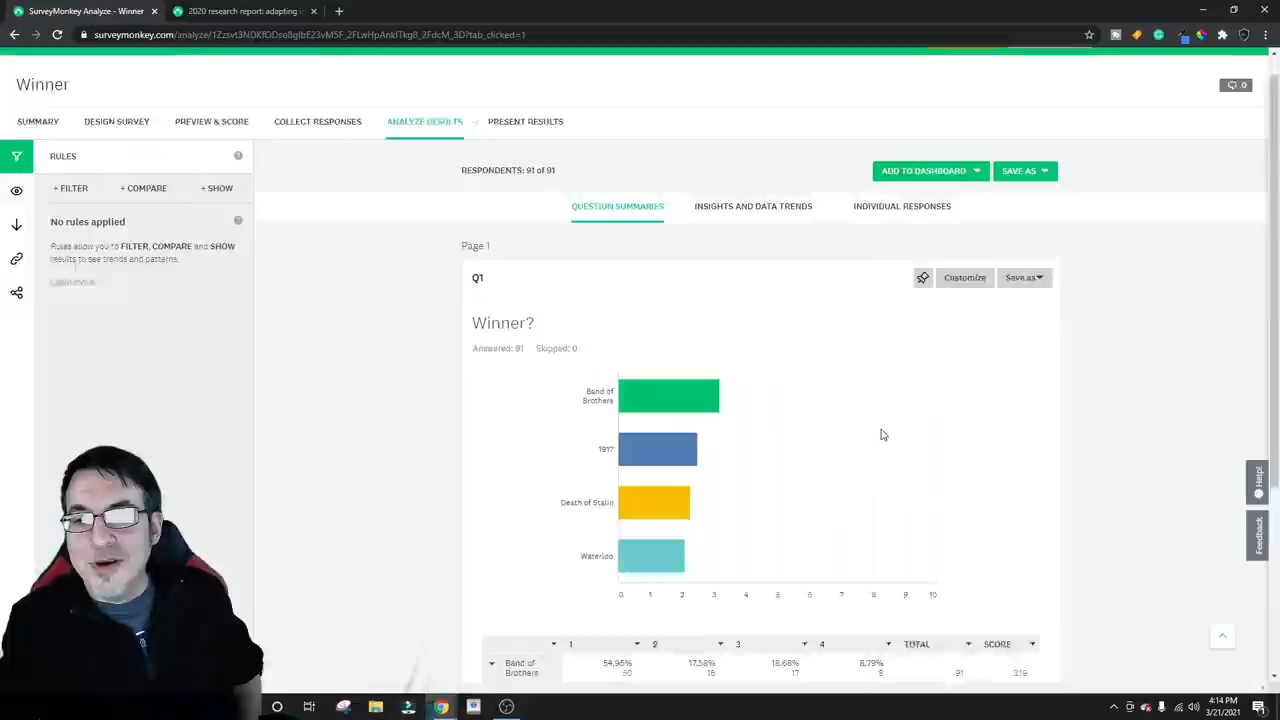 SurveyMonkey Analyze - Winner
2020 research report: adapting i
surveymonkey.com/analyze/
Winner
0
SUMMARY
DESIGN SURVEY
PREVIEW & SCORE
COLLECT RESPONSES
ANALYZE RESULTS
PRESENT RESULTS
RULES
+ FILTER
+ COMPARE
+ SHOW
No rules applied
Rules allow you to FILTER, COMPARE and SHOW
results to see trends and patterns.
RESPONDENTS: 91 of 91
ADD TO DASHBOARD
SAVE AS
QUESTION SUMMARIES
INSIGHTS AND DATA TRENDS
INDIVIDUAL RESPONSES
Page 1
Q1
Customize
Save as
Winner?
Answered: 91
Skipped: 0
Band of
Brothers
1917
Death of Stalin
Waterloo
0 1 2 3 4 5 6 7 8 9 10
1 2 3 4 TOTAL SCORE
Band of 54.95% 17.58% 18.68% 8.79%
Brothers 50 16 17 8 91 3.19
Help!
Feedback
4:14 PM
3/21/2021